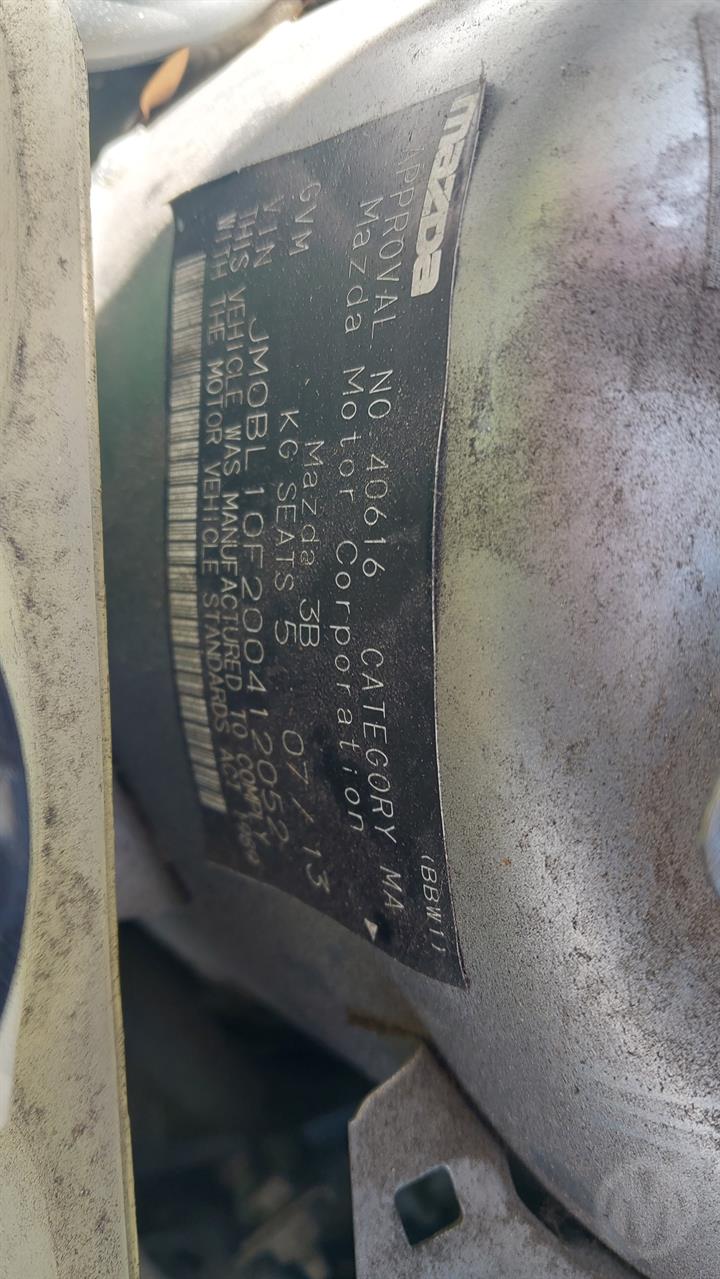 mazda (BBW1)
APPROVAL NO. 40616 CATEGORY MA
Mazda Motor Corporation
Mazda 3B 07/13
GVM KG SEATS 5
VIN JM0BL10F200412052
THIS VEHICLE WAS MANUFACTURED TO COMPLY
WITH THE MOTOR VEHICLE STANDARDS ACT 1989